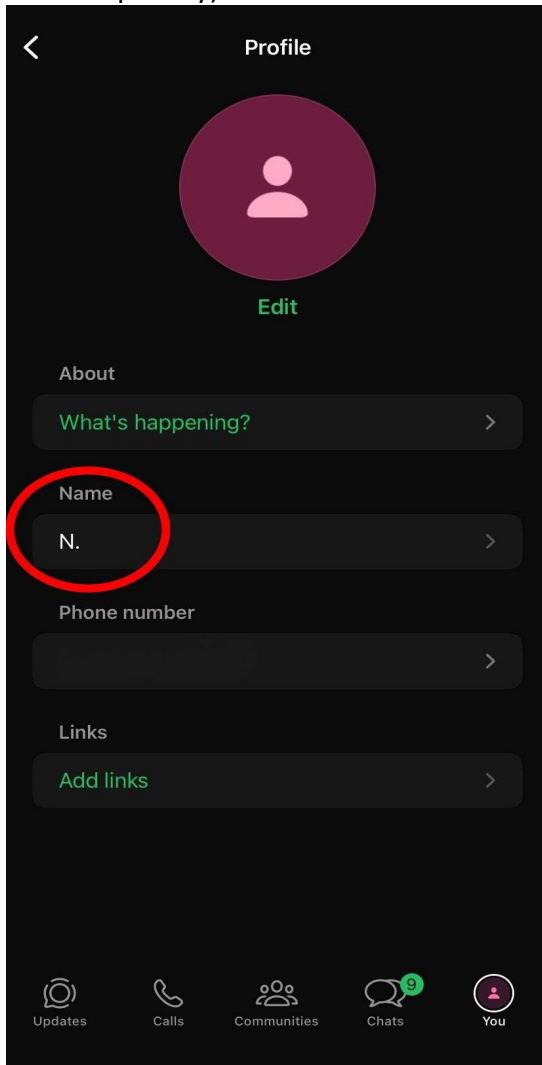 Profile
Edit
About
What's happening?
Name
N.
Phone number
Links
Add links
9
Updates Calls Communities Chats You